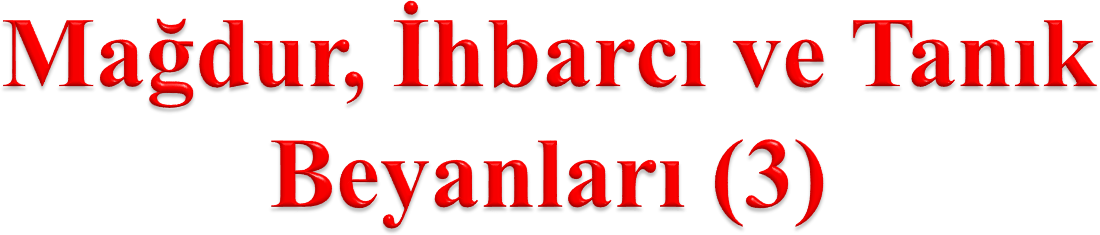 Mağdur, İhbarcı ve Tanık
Beyanları (3)